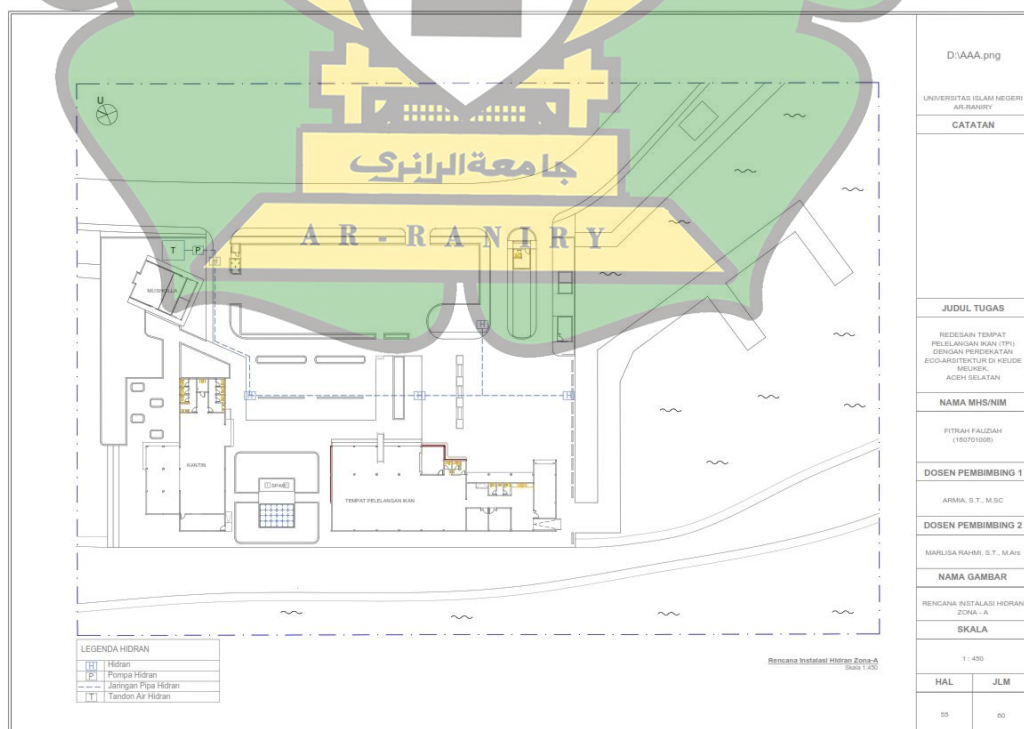 D:\AAA.png
UNIVERSITAS ISLAM NEGERI
AR-RANIRY
CATATAN
JUDUL TUGAS
REDESAIN TEMPAT
PELELANGAN IKAN (TPI)
DENGAN PERDEKATAN
ECO-ARSITEKTUR DI KEUDE
MEUKEK,
ACEH SELATAN
NAMA MHS/NIM
FITRAH FAUZIAH
(160701006)
DOSEN PEMBIMBING 1
ARMIA, S.T., M.SC
DOSEN PEMBIMBING 2
MARLISA RAHMI, S.T., M.Ars
NAMA GAMBAR
RENCANA INSTALASI HIDRAN
ZONA - A
SKALA
1 : 450
HAL JLM
55 60
U
جامعة الرانري
AR-RANIRY
T P
H
MUSHOLLA
H
H
H
H
KANTIN
TEMPAT PELELANGAN IKAN
LEGENDA HIDRAN
H Hidran
P Pompa Hidran
Jaringan Pipa Hidran
T Tandon Air Hidran
Rencana Instalasi Hidran Zona-A
Skala 1:450